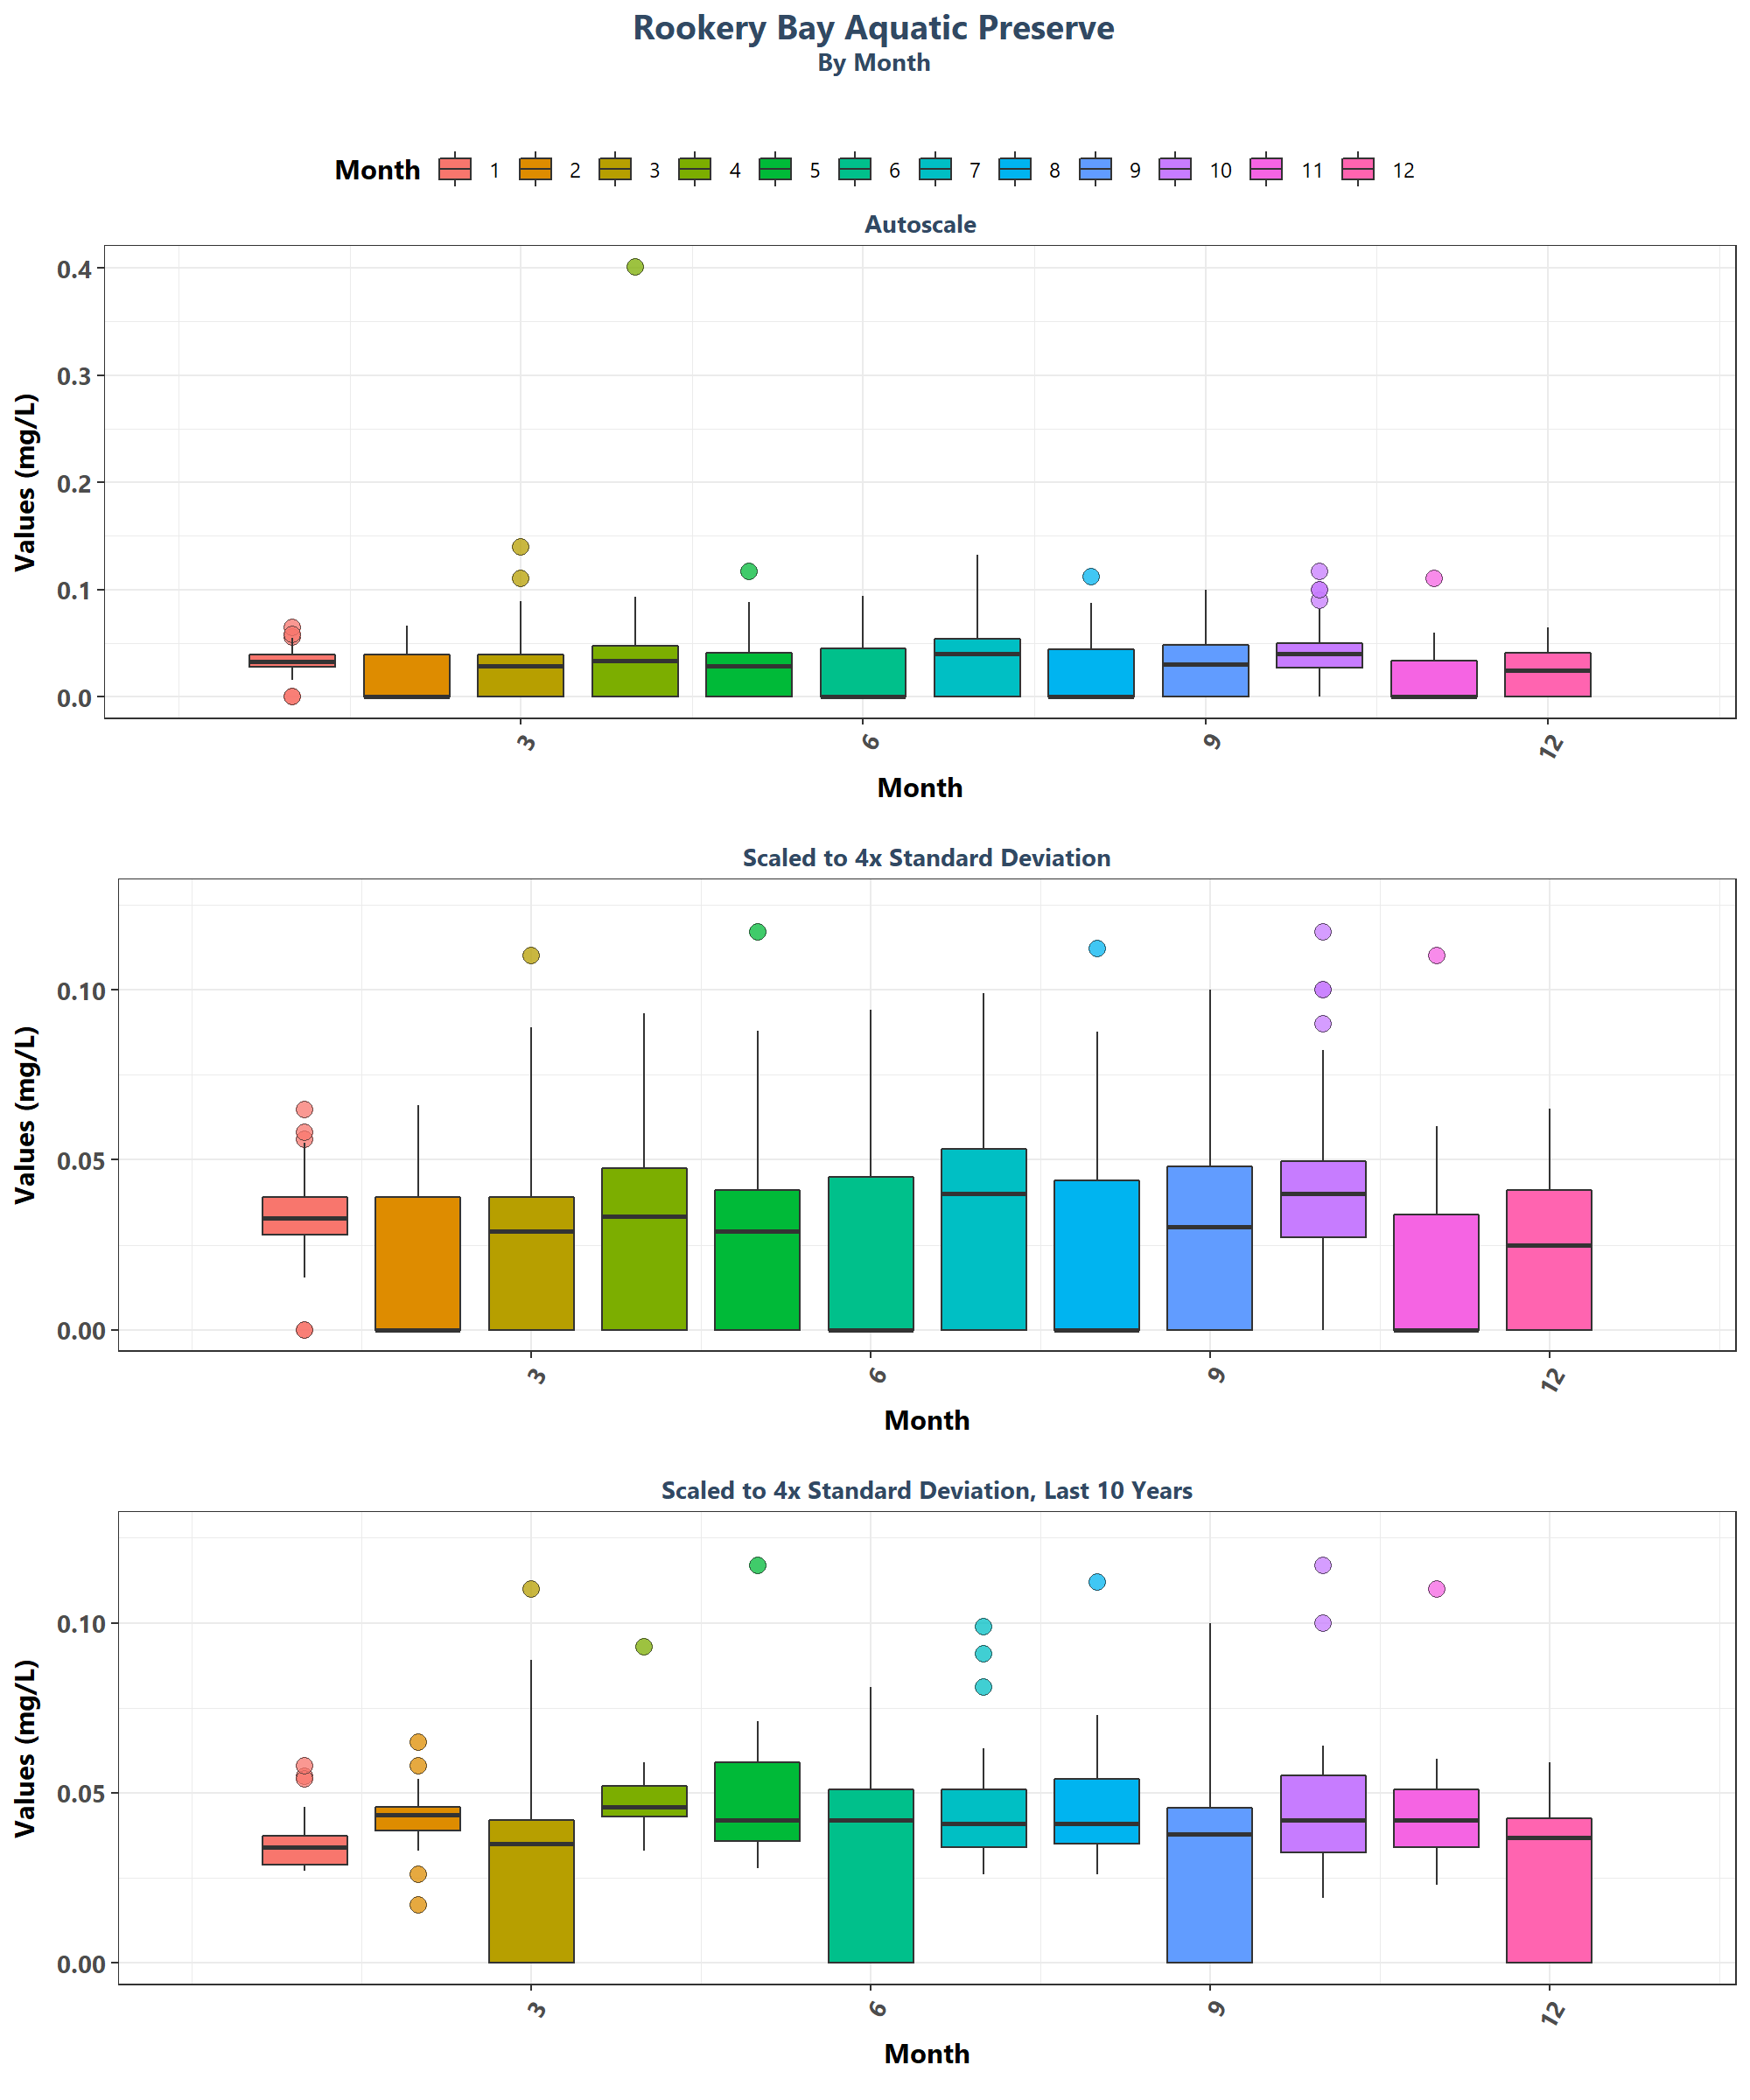 Rookery Bay Aquatic Preserve
By Month
Month 1 2 3 4 5 6 7 8 9 10 11 12
Autoscale
Values (mg/L)
0.4
0.3
0.2
0.1
0.0
3 6 9 12
Month
Scaled to 4x Standard Deviation
Values (mg/L)
0.10
0.05
0.00
3 6 9 12
Month
Scaled to 4x Standard Deviation, Last 10 Years
Values (mg/L)
0.10
0.05
0.00
3 6 9 12
Month